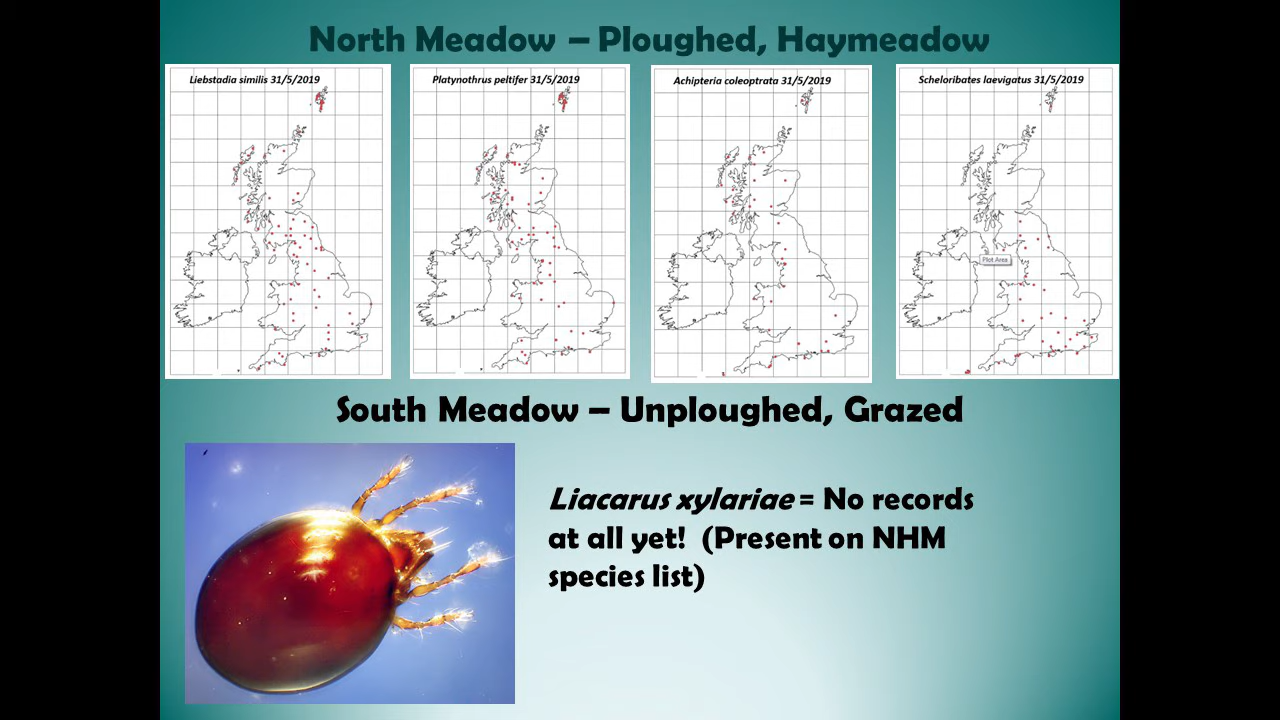 North Meadow – Ploughed, Haymeadow
Liebstadia similis 31/5/2019
Platynothrus peltifer 31/5/2019
Achipteria coleoptrata 31/5/2019
Scheloribates laevigatus 31/5/2019
Plot Area
South Meadow – Unploughed, Grazed
Liacarus xylariae = No records
at all yet! (Present on NHM
species list)